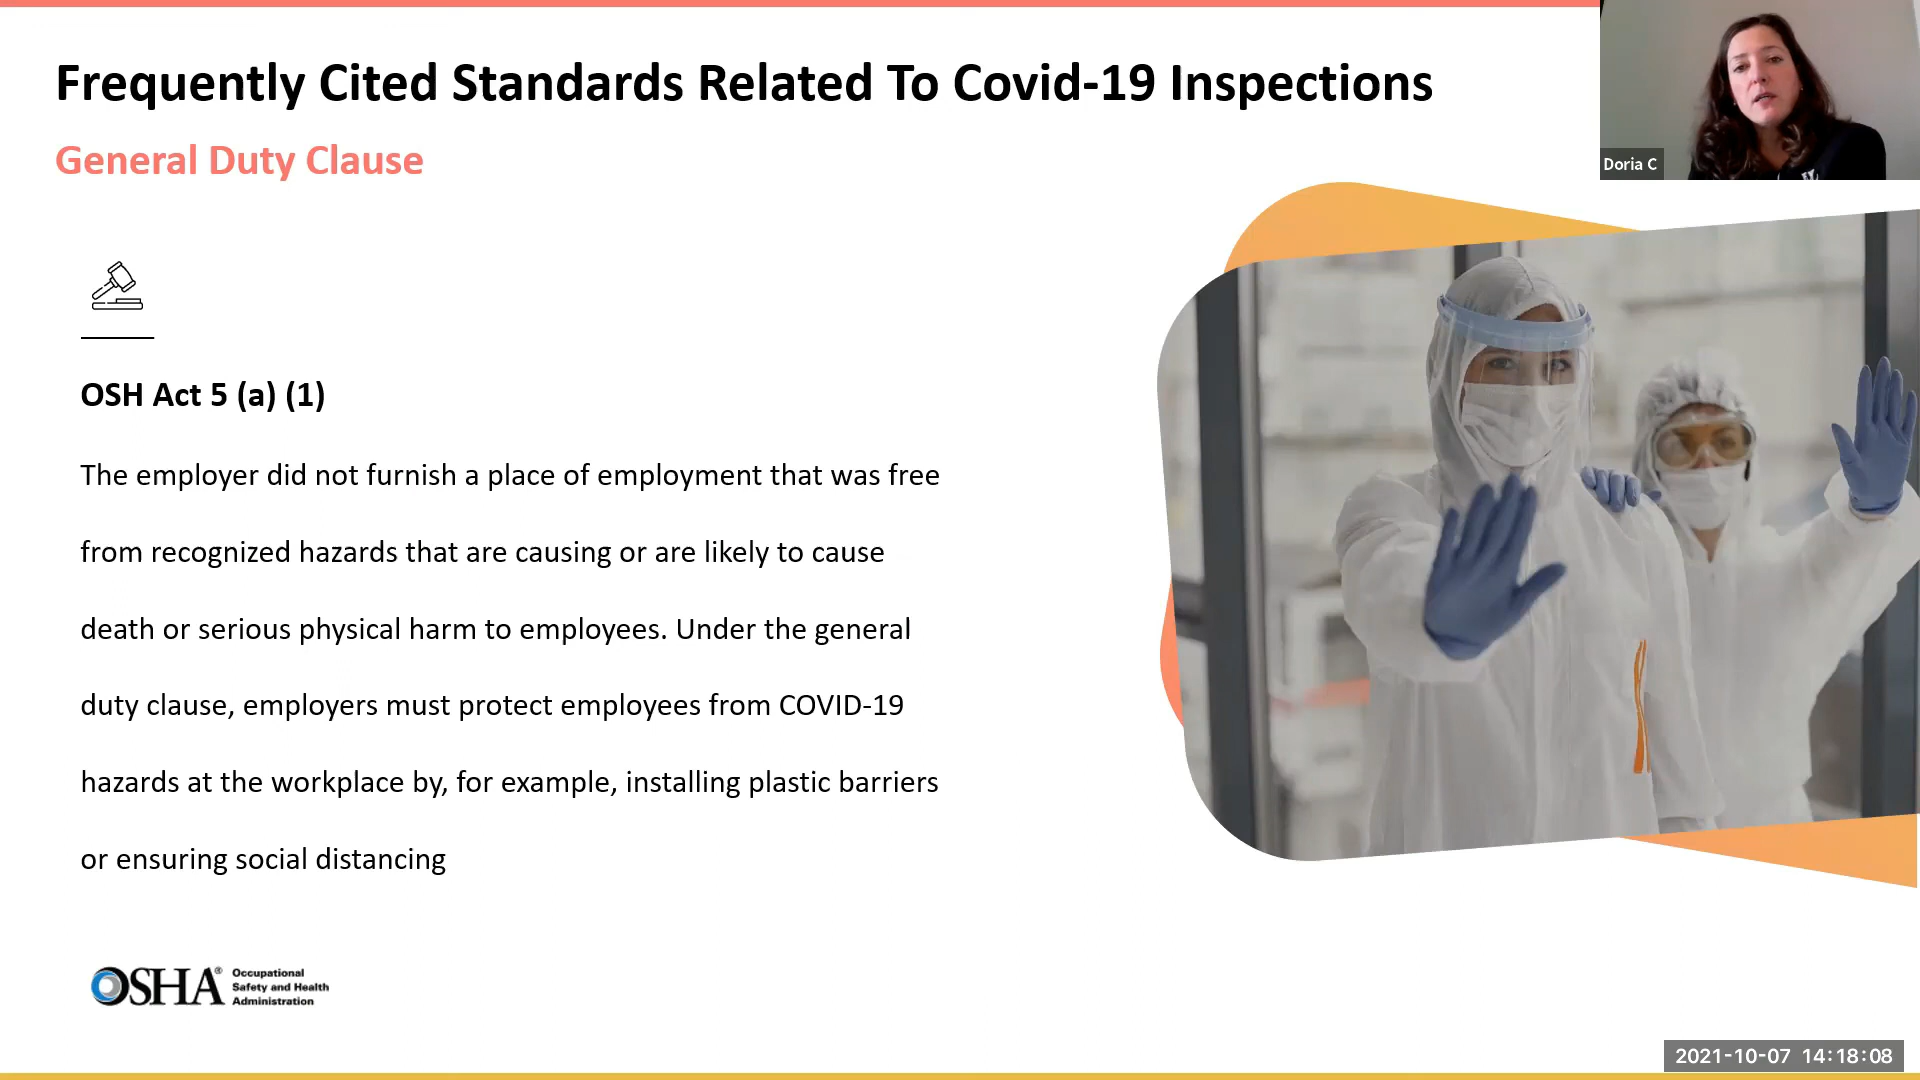 Frequently Cited Standards Related To Covid-19 Inspections
General Duty Clause
Doria C
OSH Act 5 (a) (1)
The employer did not furnish a place of employment that was free
from recognized hazards that are causing or are likely to cause
death or serious physical harm to employees. Under the general
duty clause, employers must protect employees from COVID-19
hazards at the workplace by, for example, installing plastic barriers
or ensuring social distancing
OSHA®
Occupational
Safety and Health
Administration
2021-10-07 14:18:08